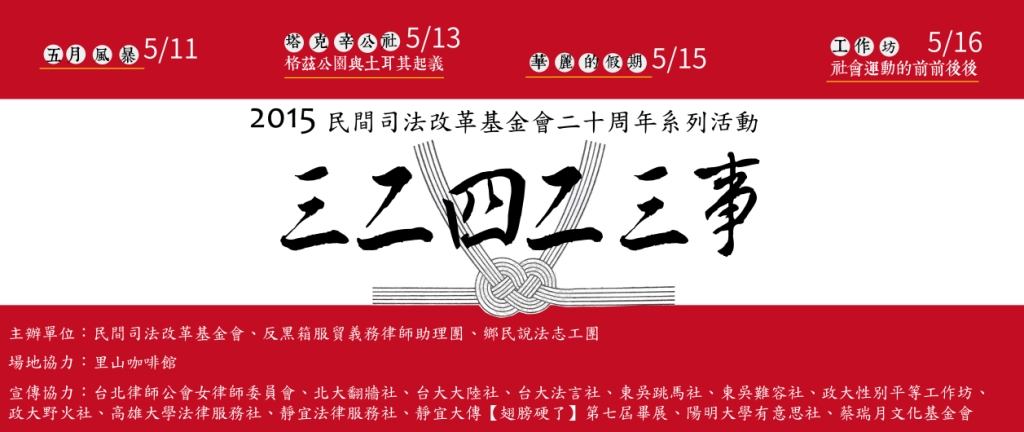 五月風暴 5/11
塔克辛公社 5/13
格茲公園與土耳其起義
華麗的假期 5/15
工作坊 5/16
社會運動的前前後後
2015 民間司法改革基金會二十周年系列活動
三二四二三事
主辦單位：民間司法改革基金會、反黑箱服貿義務律師助理團、鄉民說法志工團
場地協力：里山咖啡館
宣傳協力：台北律師公會女律師委員會、北大翻牆社、台大大陸社、台大法言社、東吳跳馬社、東吳難容社、政大性別平等工作坊、
政大野火社、高雄大學法律服務社、靜宜法律服務社、靜宜大傳【翅膀硬了】第七屆畢展、陽明大學有意思社、蔡瑞月文化基金會